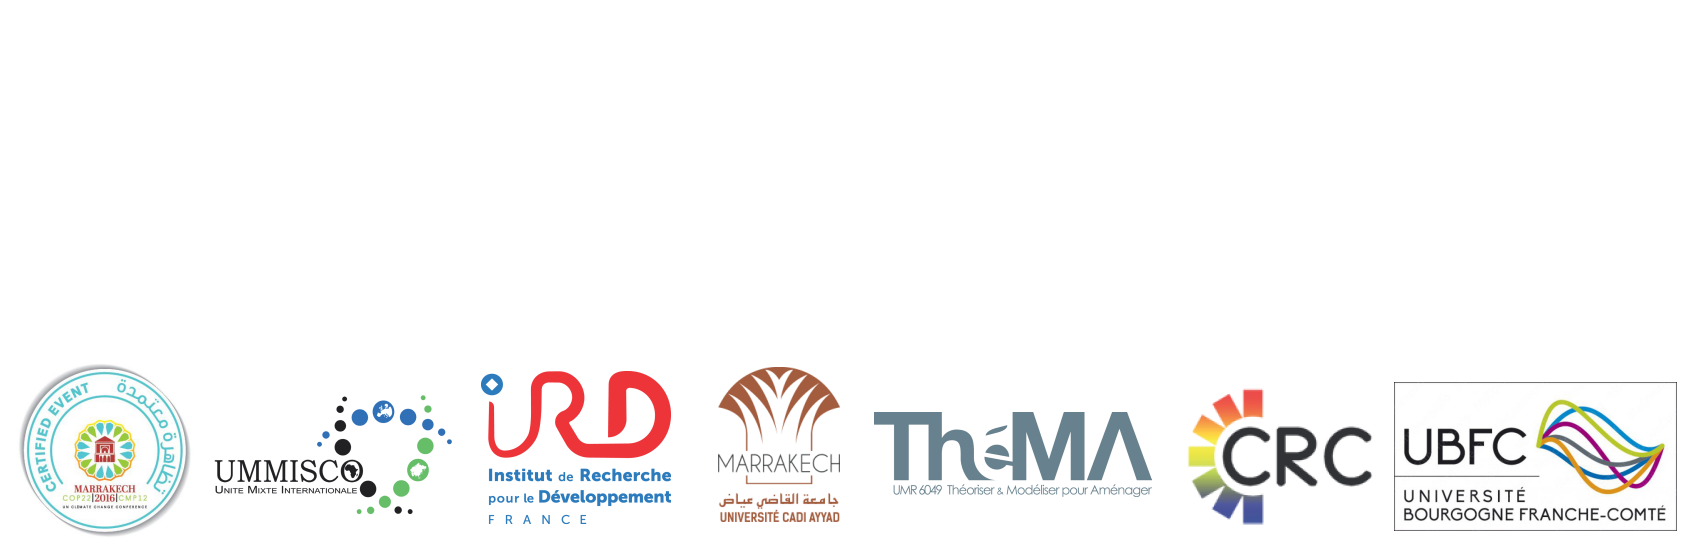 CERTIFIED EVENT
تظاهرة معتمدة
MARRAKECH
COP22|2016|CMP12
UN CLIMATE CHANGE CONFERENCE
UMMISCO
UNITE MIXTE INTERNATIONALE
IRD
Institut de Recherche
pour le Développement
FRANCE
MARRAKECH
جامعة القاضي عياض
UNIVERSITÉ CADI AYYAD
ThéMA
UMR 6049 Théoriser & Modéliser pour Aménager
CRC
UBFC
UNIVERSITÉ
BOURGOGNE FRANCHE-COMTÉ